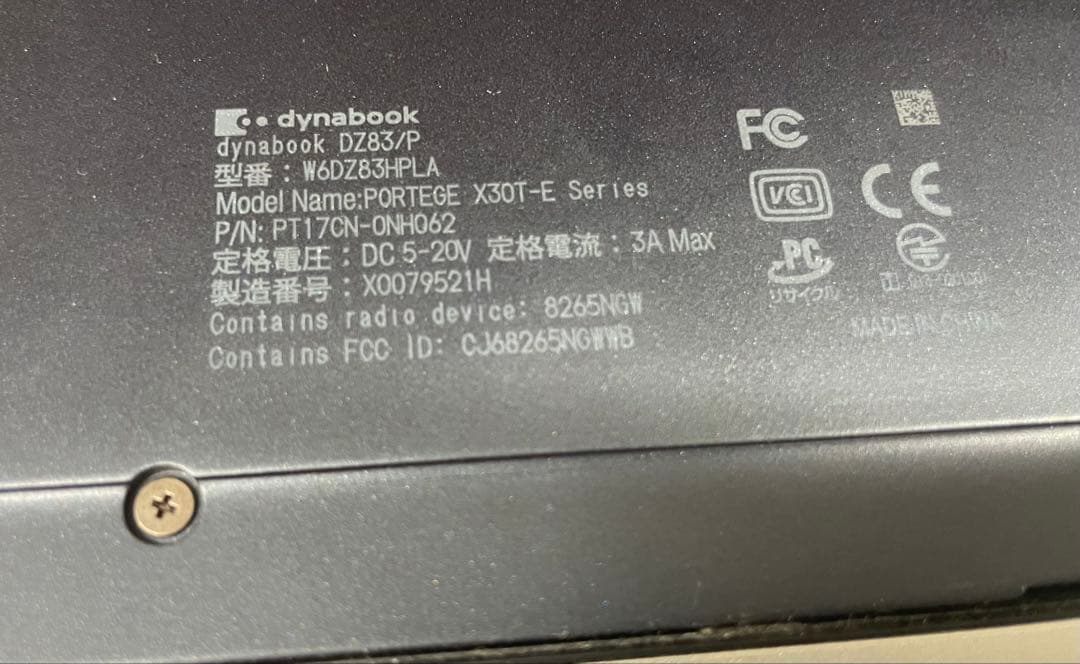 dynabook
dynabook DZ83/P
型番：W6DZ83HPLA
Model Name:PORTEGE X30T-E Series
P/N: PT17CN-0NH062
定格電圧：DC 5-20V 定格電流：3A Max
製造番号：X0079521H
Contains radio device: 8265NGW
Contains FCC ID: CJ68265NGWWB
FC
VCI
CE
PC
リサイクル
MADE IN CHINA